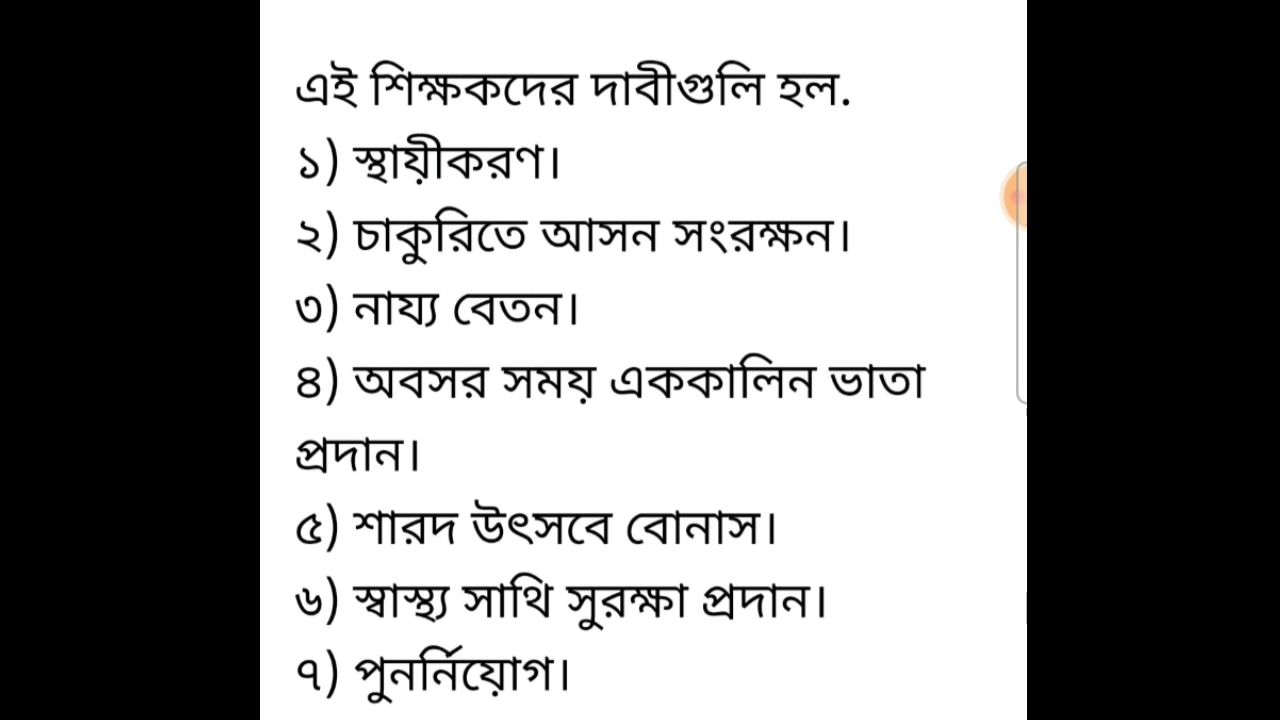 এই শিক্ষকদের দাবীগুলি হল.
১) স্থায়ীকরণ।
২) চাকুরিতে আসন সংরক্ষন।
৩) নায্য বেতন।
৪) অবসর সময় এককালিন ভাতা
প্রদান।
৫) শারদ উৎসবে বোনাস।
৬) স্বাস্থ্য সাথি সুরক্ষা প্রদান।
৭) পুনর্নিয়োগ।